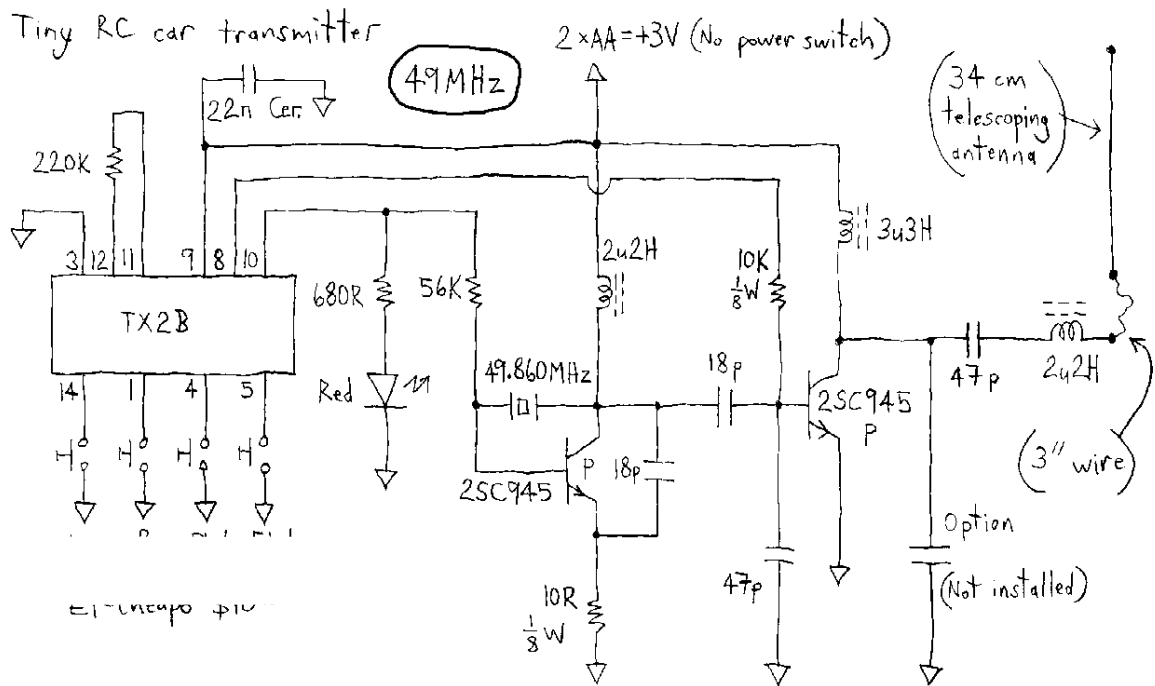 Tiny RC car transmitter
2 x AA = +3V (No power switch)
49MHz
22n Cer.
34 cm
telescoping
antenna
220K
2u2H
3u3H
10K
1/8W
3 12 11 9 8 10
680R
56K
TX2B
49.860MHz
18p
47p
2u2H
14 1 4 5
Red
2SC945
P
2SC945
P
18p
(3" wire)
Option
(Not installed)
47p
10R
1/8W